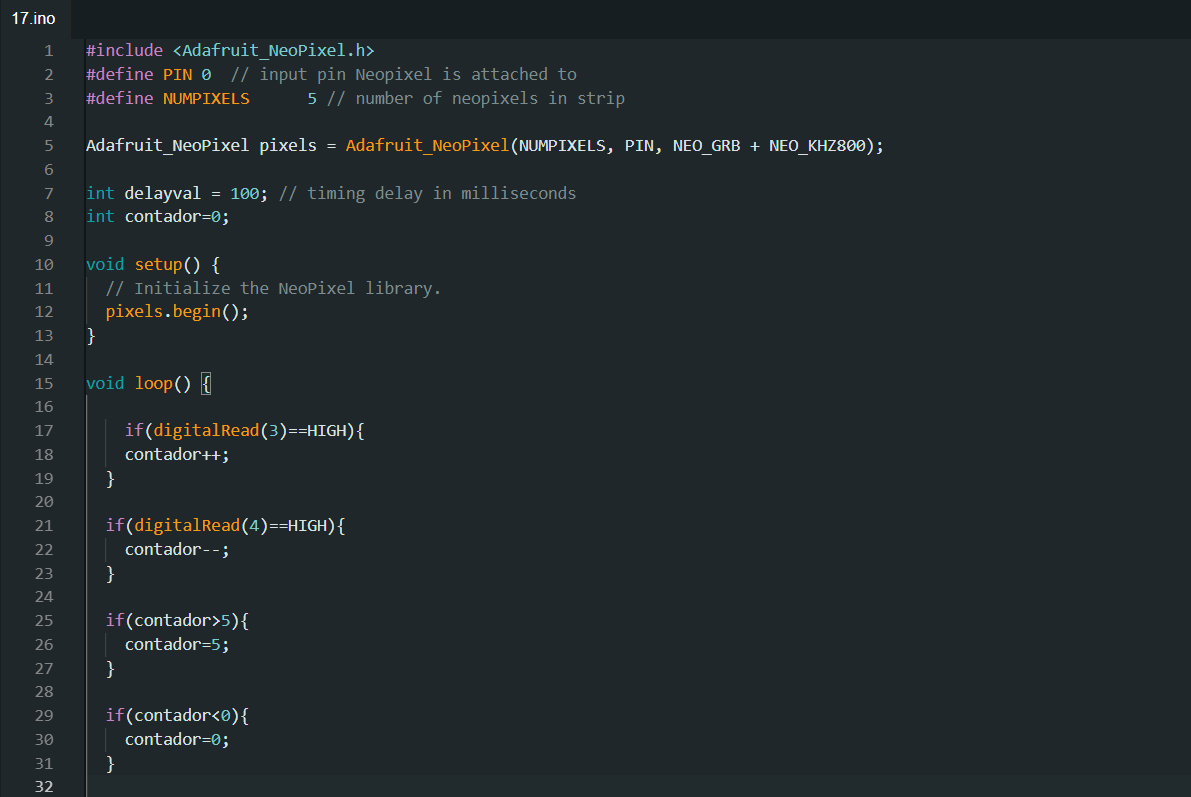 17.ino
1 #include <Adafruit_NeoPixel.h>
2 #define PIN 0  // input pin Neopixel is attached to
3 #define NUMPIXELS      5 // number of neopixels in strip
4
5 Adafruit_NeoPixel pixels = Adafruit_NeoPixel(NUMPIXELS, PIN, NEO_GRB + NEO_KHZ800);
6
7 int delayval = 100; // timing delay in milliseconds
8 int contador=0;
9
10 void setup() {
11   // Initialize the NeoPixel library.
12   pixels.begin();
13 }
14
15 void loop() {
16
17     if(digitalRead(3)==HIGH){
18     contador++;
19   }
20
21   if(digitalRead(4)==HIGH){
22     contador--;
23   }
24
25   if(contador>5){
26     contador=5;
27   }
28
29   if(contador<0){
30     contador=0;
31   }
32